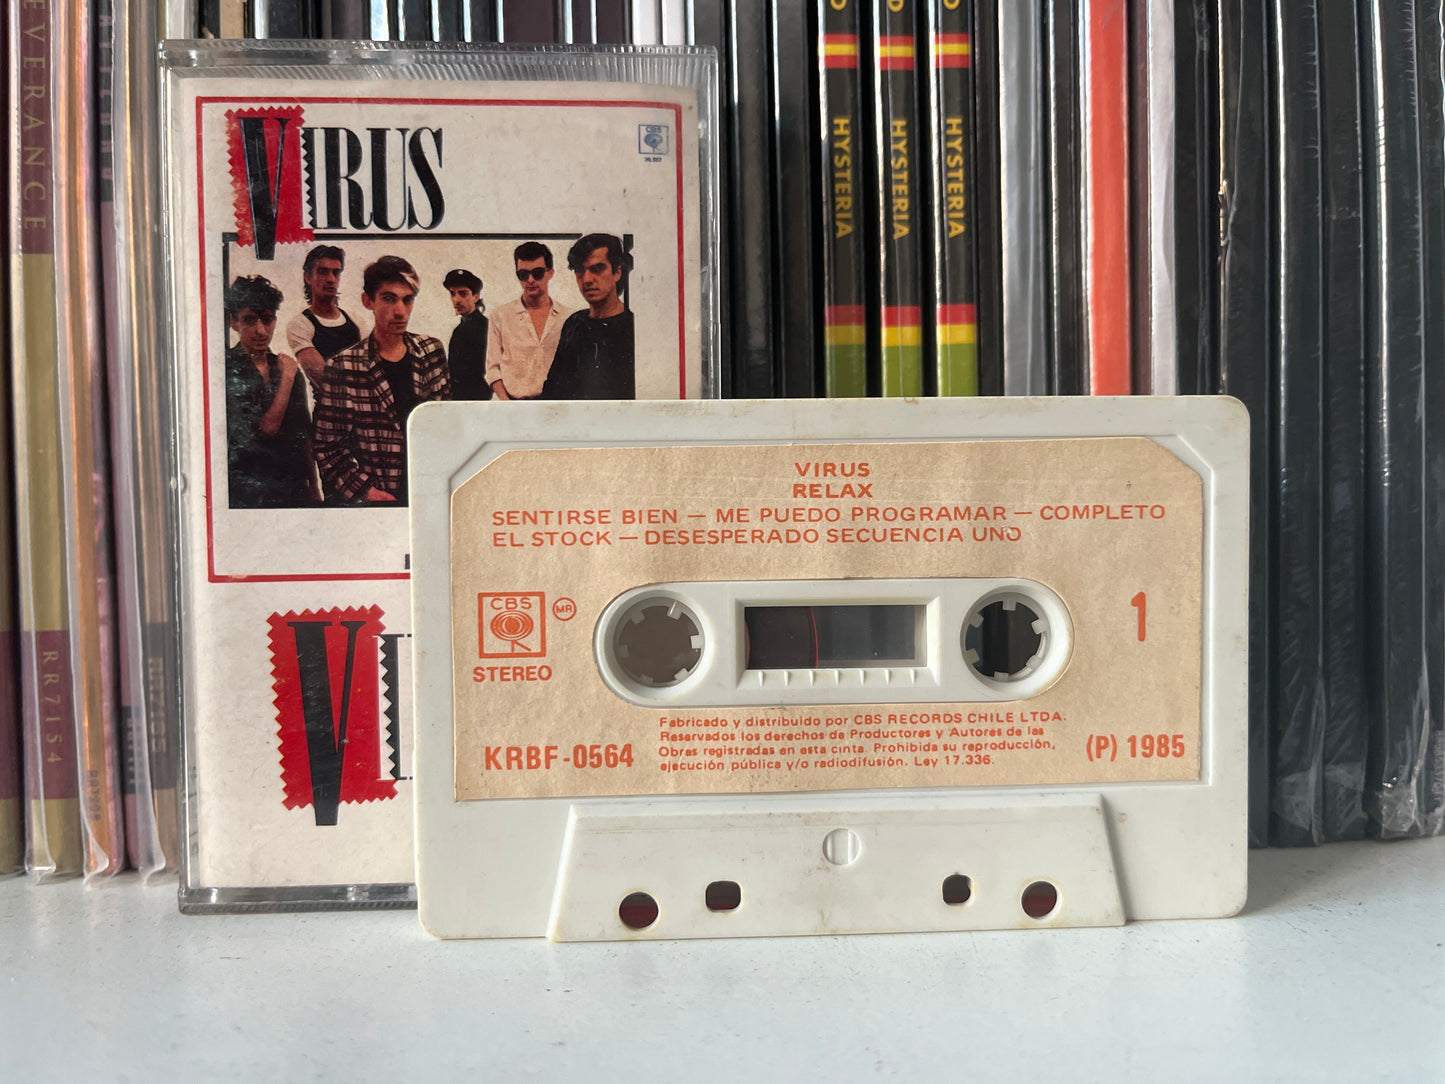 EVERANCE
RR7154
VIRUS
CBS
HYSTERIA
HYSTERIA
HYSTERIA
VIRUS
RELAX
SENTIRSE BIEN — ME PUEDO PROGRAMAR — COMPLETO
EL STOCK — DESESPERADO SECUENCIA UNO
CBS
MR
STEREO
1
KRBF-0564
Fabricado y distribuido por CBS RECORDS CHILE LTDA.
Reservados los derechos de Productores y Autores de las
Obras registradas en esta cinta. Prohibida su reproducción,
ejecución pública y/o radiodifusión. Ley 17.336.
(P) 1985